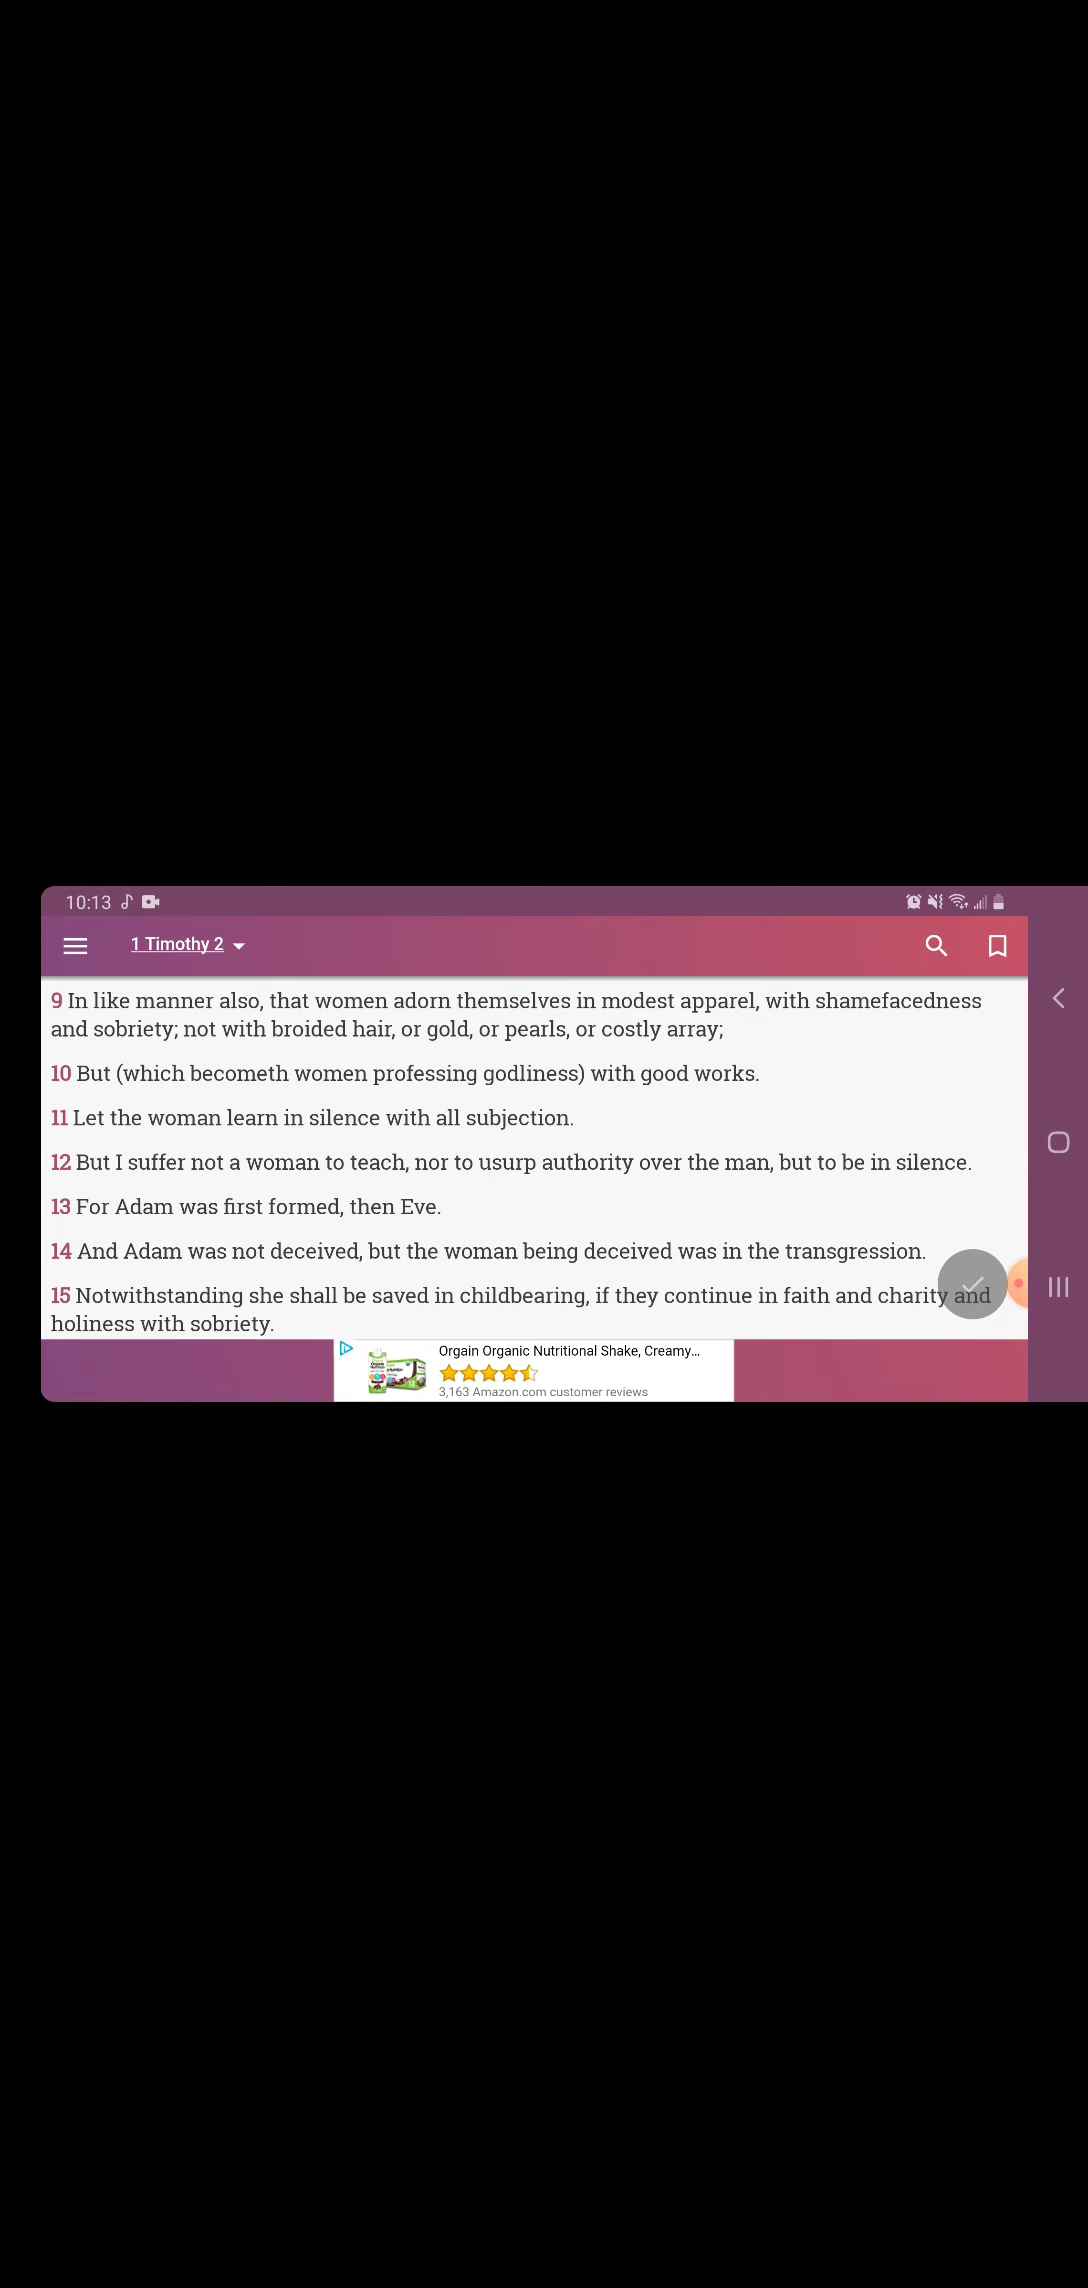 10:13
1 Timothy 2
9 In like manner also, that women adorn themselves in modest apparel, with shamefacedness
and sobriety; not with broided hair, or gold, or pearls, or costly array;
10 But (which becometh women professing godliness) with good works.
11 Let the woman learn in silence with all subjection.
12 But I suffer not a woman to teach, nor to usurp authority over the man, but to be in silence.
13 For Adam was first formed, then Eve.
14 And Adam was not deceived, but the woman being deceived was in the transgression.
15 Notwithstanding she shall be saved in childbearing, if they continue in faith and charity and
holiness with sobriety.
Orgain Organic Nutritional Shake, Creamy...
3,163 Amazon.com customer reviews